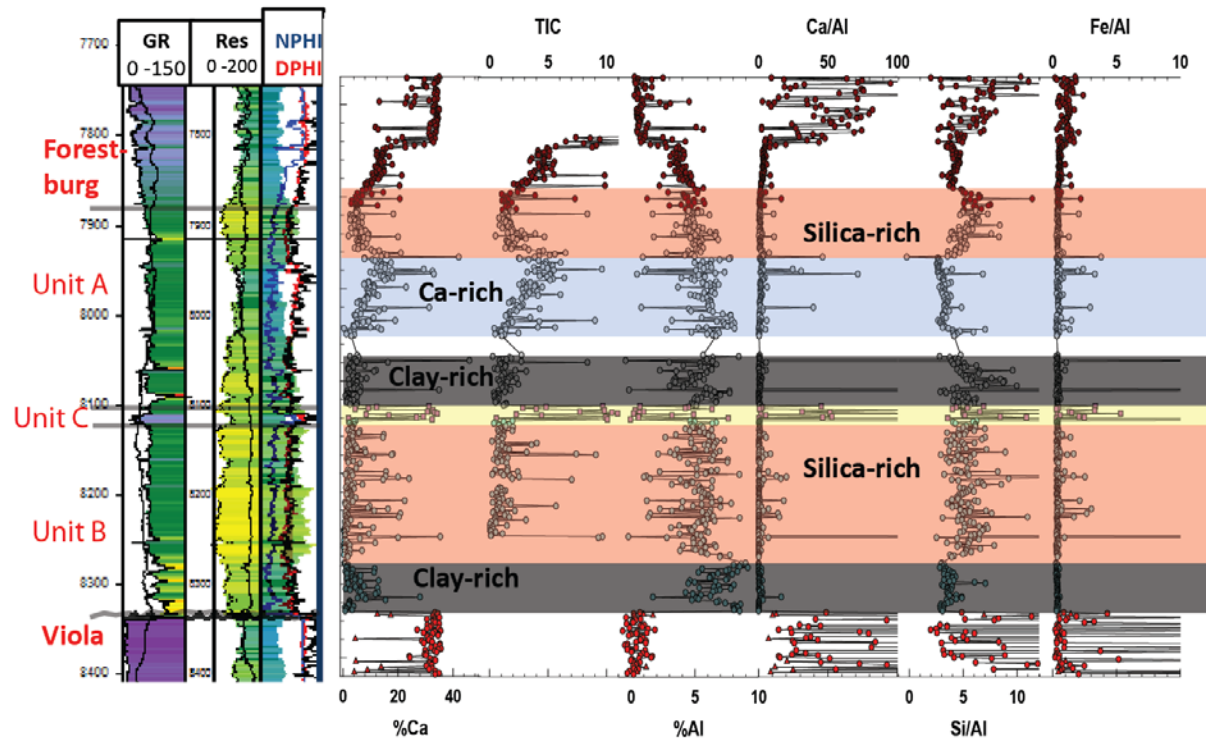 TIC
Ca/Al
Fe/Al
GR
0 -150
Res
0 -200
NPHI
DPHI
0
5
10
0
50
100
0
5
10
7700
7800
7900
8000
8100
8200
8300
8400
Forest-
burg
Unit A
Unit C
Unit B
Viola
Silica-rich
Ca-rich
Clay-rich
Silica-rich
Clay-rich
0
20
40
0
5
10
0
5
10
%Ca
%Al
Si/Al